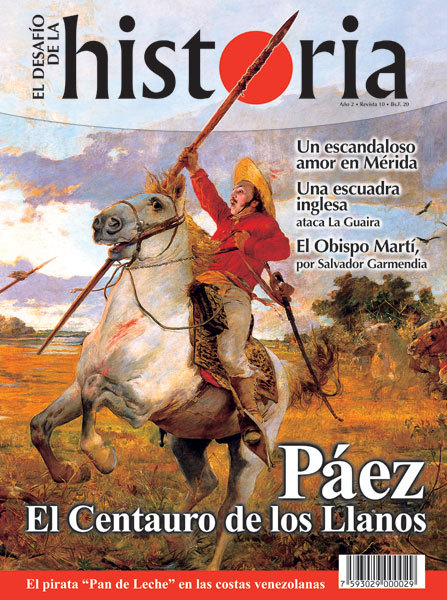 EL DESAFÍO
DE LA
historia
Año 2 • Revista 10 • Bs.F. 20
Un escandaloso
amor en Mérida
Una escuadra
inglesa
ataca La Guaira
El Obispo Martí,
por Salvador Garmendia
Páez
El Centauro de los Llanos
El pirata “Pan de Leche” en las costas venezolanas
7 593029 000029